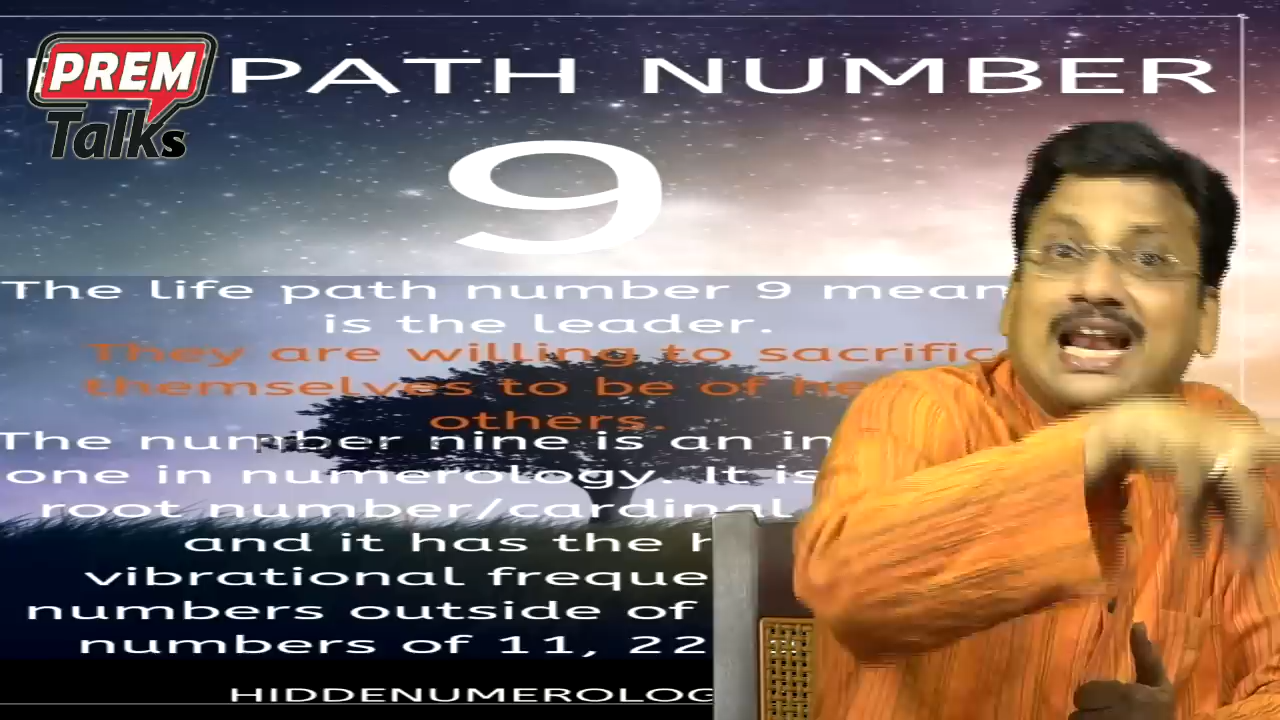 PREM
Talks
PATH NUMBER
9
The life path number 9 mean
is the leader.
They are willing to sacrific
themselves to be of he
others.
The number nine is an in
one in numerology. It is
root number/cardinal
and it has the h
vibrational freque
numbers outside of
numbers of 11, 22
HIDDENUMEROLOG